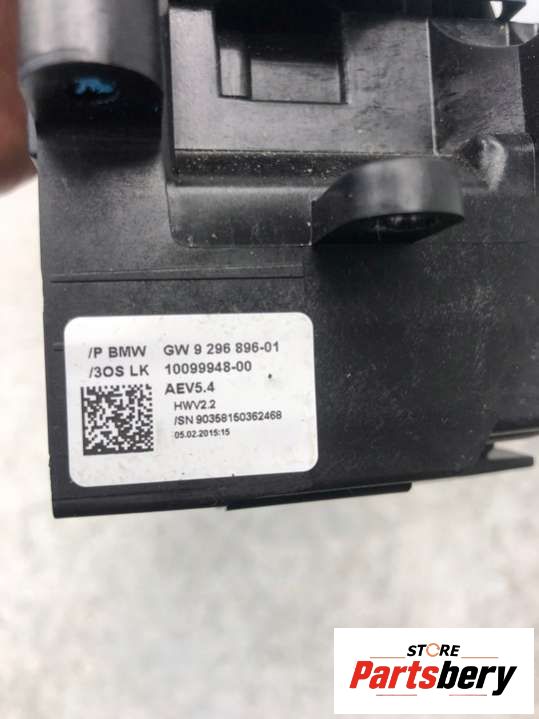 /P BMW GW 9 296 896-01
/3OS LK 10099948-00
AEV5.4
HWV2.2
/SN 90358150362468
05.02.2015:15
STORE
Partsbery